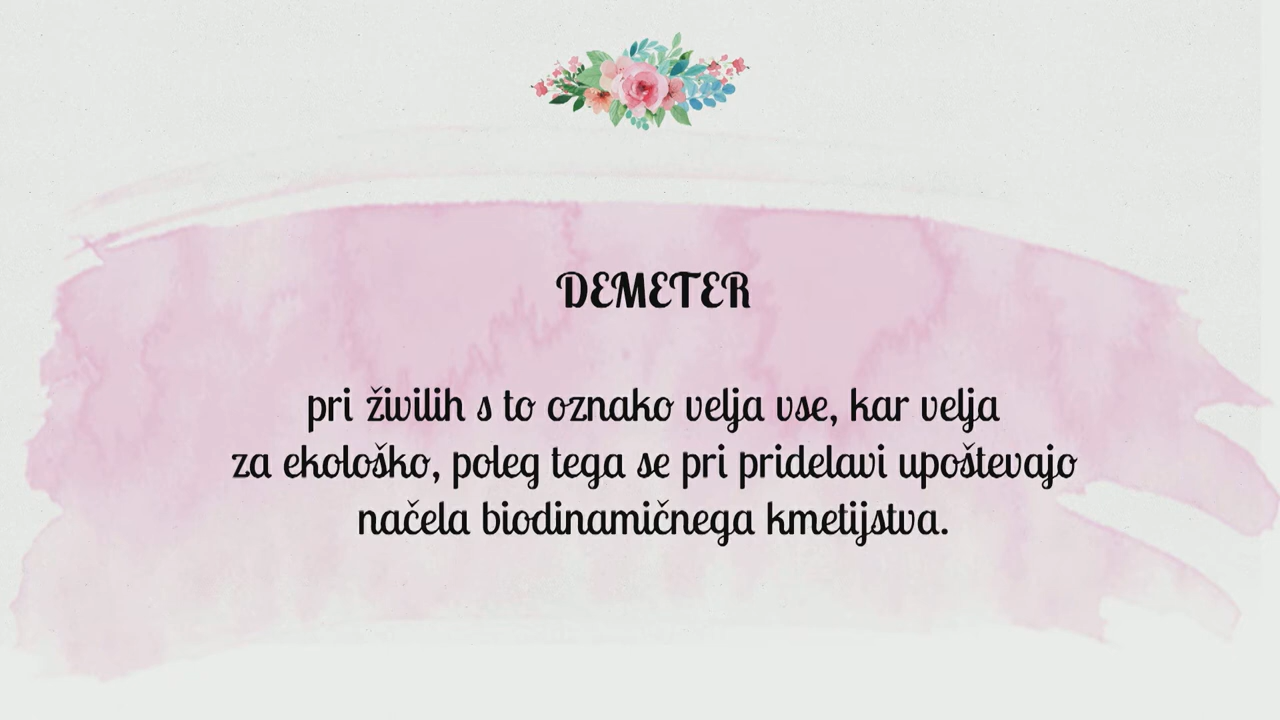 DEMETER
pri živilih s to oznako velja vse, kar velja
za ekološko, poleg tega se pri pridelavi upoštevajo
načela biodinamičnega kmetijstva.